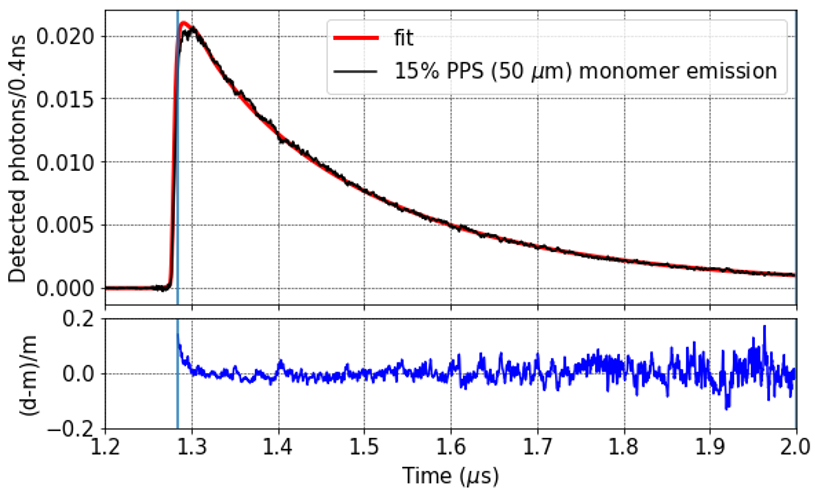 Detected photons/0.4ns
0.020
0.015
0.010
0.005
0.000
fit
15% PPS (50 μm) monomer emission
(d-m)/m
0.2
0.0
−0.2
1.2 1.3 1.4 1.5 1.6 1.7 1.8 1.9 2.0
Time (μs)